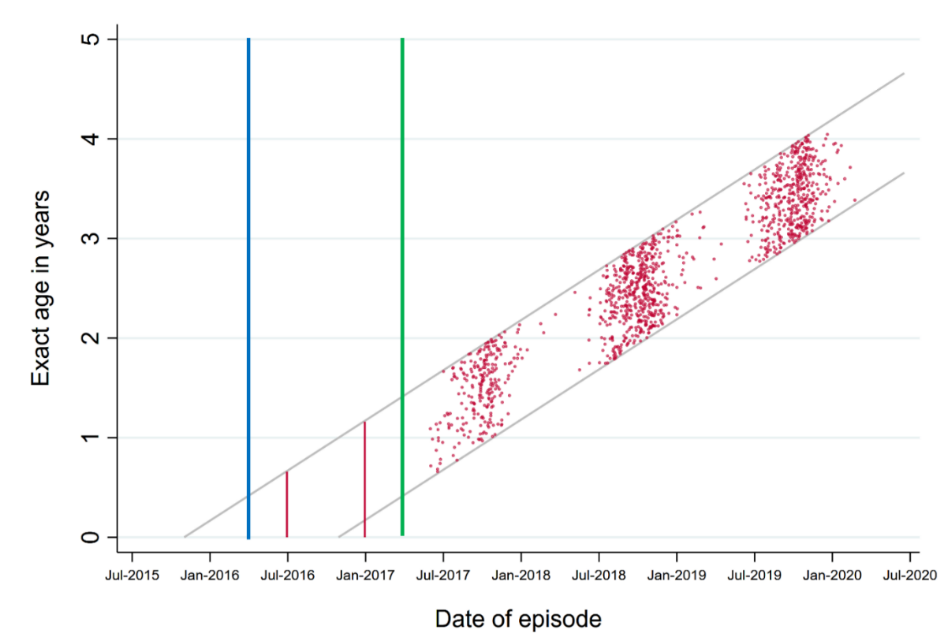 5
4
3
2
1
0
Exact age in years
Jul-2015 Jan-2016 Jul-2016 Jan-2017 Jul-2017 Jan-2018 Jul-2018 Jan-2019 Jul-2019 Jan-2020 Jul-2020
Date of episode